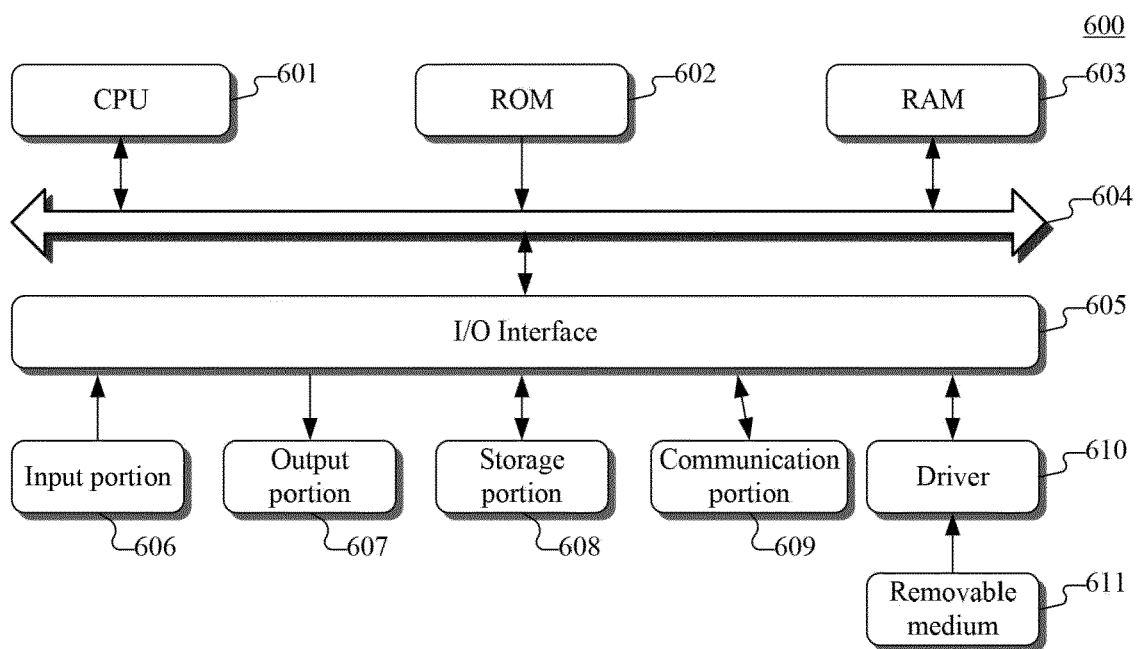 600
CPU
601
ROM
602
RAM
603
604
I/O Interface
605
Input portion
606
Output
portion
607
Storage
portion
608
Communication
portion
609
Driver
610
Removable
medium
611